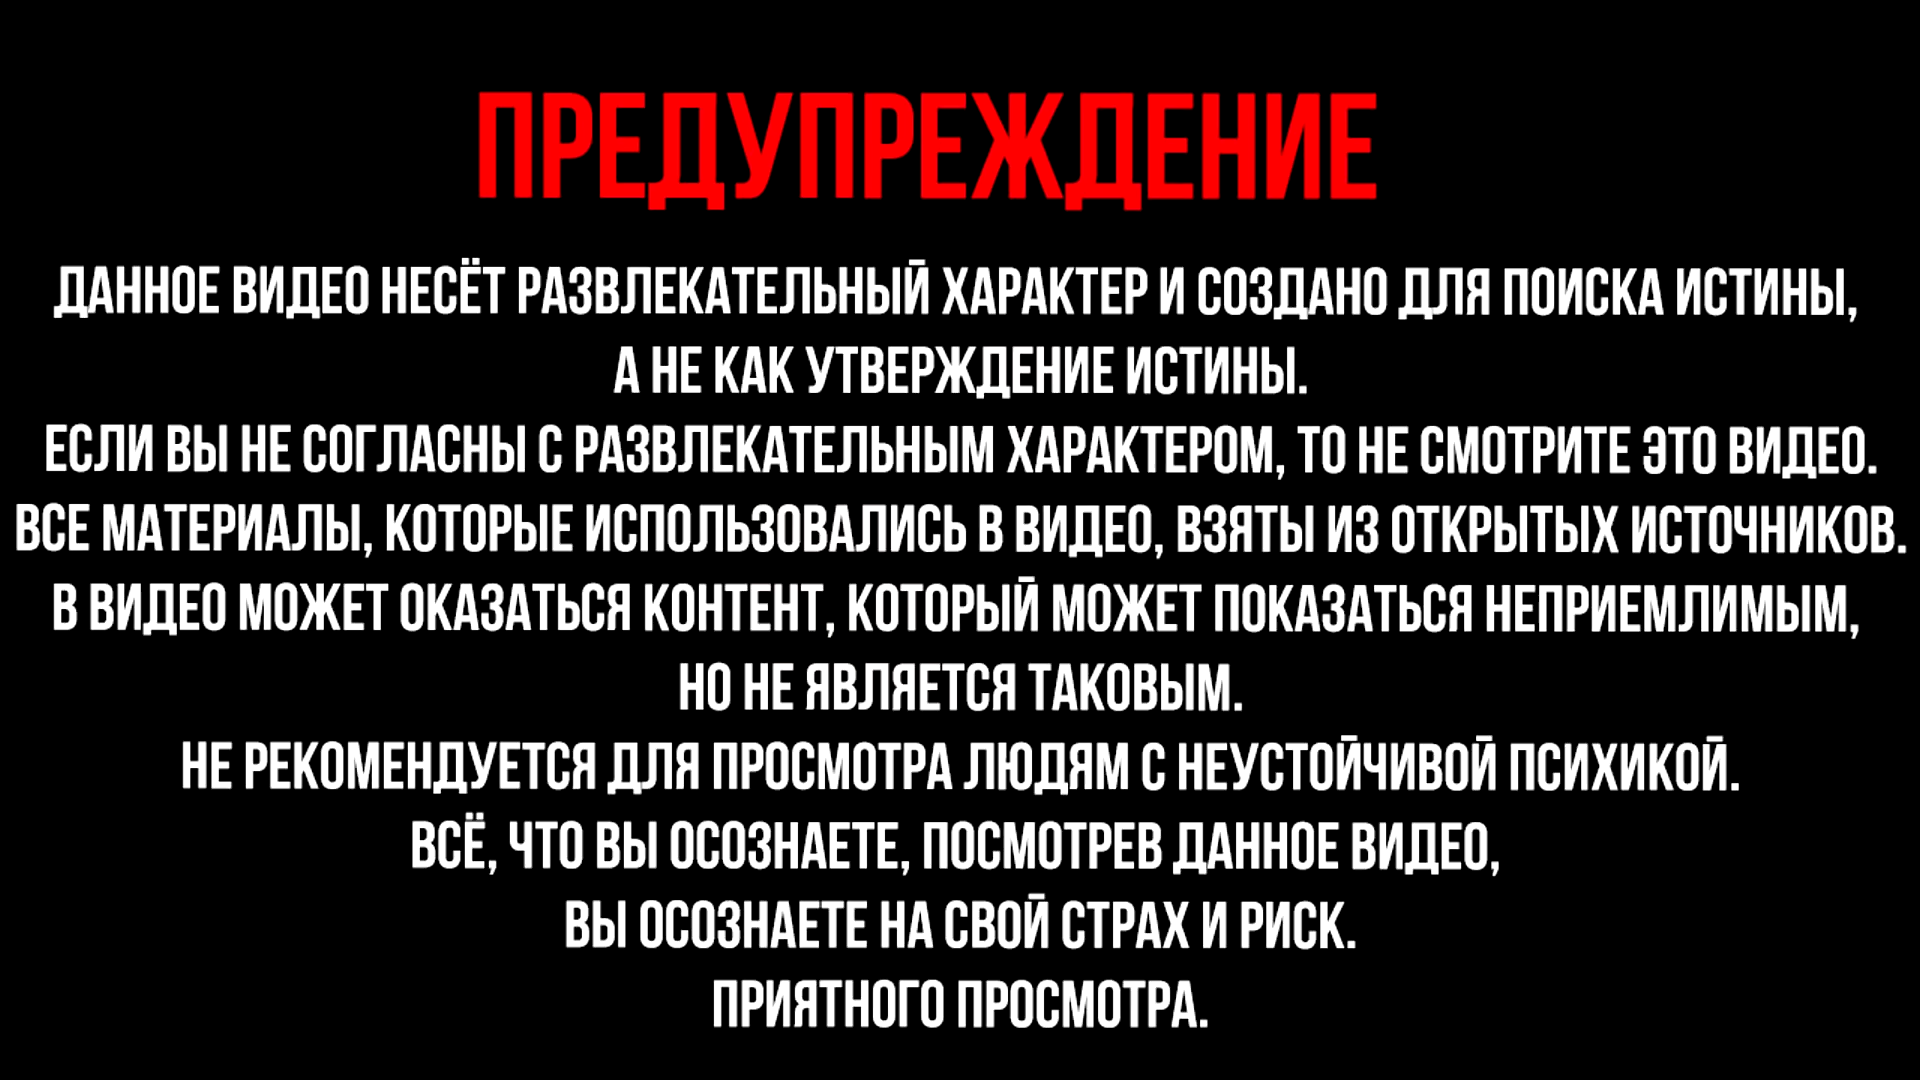 ПРЕДУПРЕЖДЕНИЕ
ДАННОЕ ВИДЕО НЕСЁТ РАЗВЛЕКАТЕЛЬНЫЙ ХАРАКТЕР И СОЗДАНО ДЛЯ ПОИСКА ИСТИНЫ,
А НЕ КАК УТВЕРЖДЕНИЕ ИСТИНЫ.
ЕСЛИ ВЫ НЕ СОГЛАСНЫ С РАЗВЛЕКАТЕЛЬНЫМ ХАРАКТЕРОМ, ТО НЕ СМОТРИТЕ ЭТО ВИДЕО.
ВСЕ МАТЕРИАЛЫ, КОТОРЫЕ ИСПОЛЬЗОВАЛИСЬ В ВИДЕО, ВЗЯТЫ ИЗ ОТКРЫТЫХ ИСТОЧНИКОВ.
В ВИДЕО МОЖЕТ ОКАЗАТЬСЯ КОНТЕНТ, КОТОРЫЙ МОЖЕТ ПОКАЗАТЬСЯ НЕПРИЕМЛИМЫМ,
НО НЕ ЯВЛЯЕТСЯ ТАКОВЫМ.
НЕ РЕКОМЕНДУЕТСЯ ДЛЯ ПРОСМОТРА ЛЮДЯМ С НЕУСТОЙЧИВОЙ ПСИХИКОЙ.
ВСЁ, ЧТО ВЫ ОСОЗНАЕТЕ, ПОСМОТРЕВ ДАННОЕ ВИДЕО,
ВЫ ОСОЗНАЕТЕ НА СВОЙ СТРАХ И РИСК.
ПРИЯТНОГО ПРОСМОТРА.